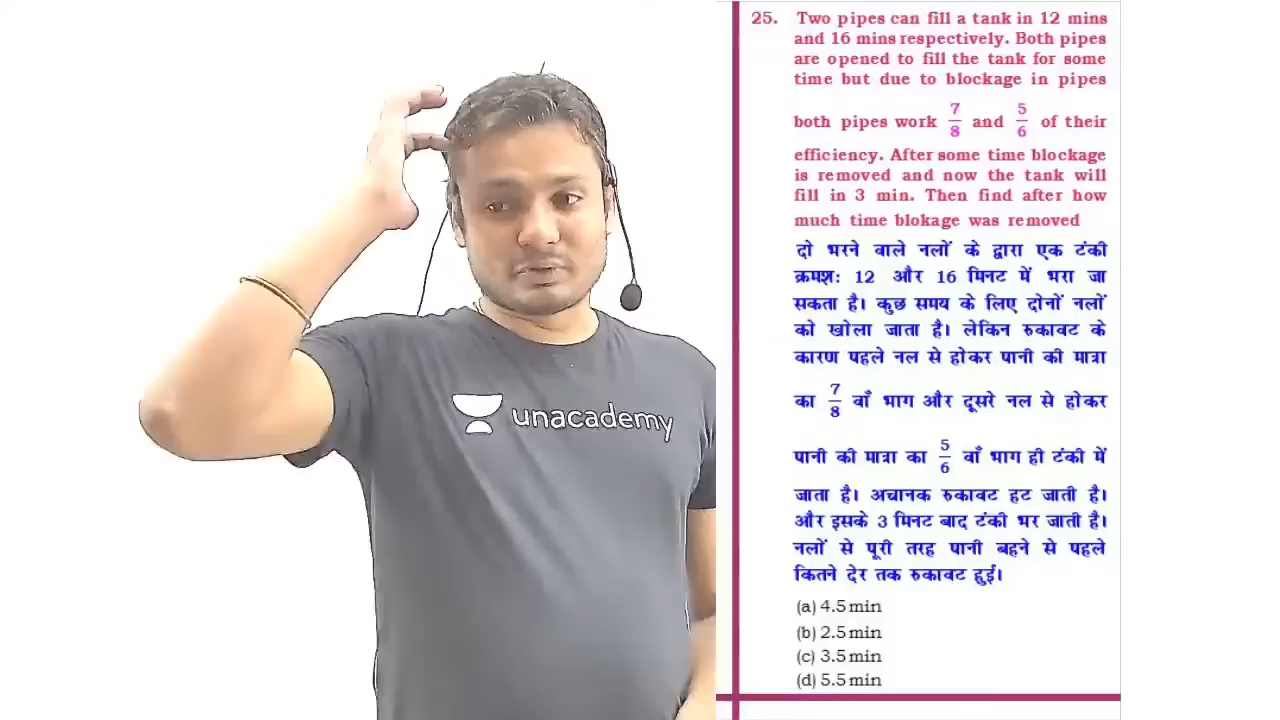 unacademy
25. Two pipes can fill a tank in 12 mins
and 16 mins respectively. Both pipes
are opened to fill the tank for some
time but due to blockage in pipes
both pipes work 7/8 and 5/6 of their
efficiency. After some time blockage
is removed and now the tank will
fill in 3 min. Then find after how
much time blokage was removed
दो भरने वाले नलों के द्वारा एक टंकी
क्रमश: 12 और 16 मिनट में भरा जा
सकता है। कुछ समय के लिए दोनों नलों
को खोला जाता है। लेकिन रुकावट के
कारण पहले नल से होकर पानी की मात्रा
का 7/8 वाँ भाग और दूसरे नल से होकर
पानी की मात्रा का 5/6 वाँ भाग ही टंकी में
जाता है। अचानक रुकावट हट जाती है।
और इसके 3 मिनट बाद टंकी भर जाती है।
नलों से पूरी तरह पानी बहने से पहले
कितने देर तक रुकावट हुई।
(a) 4.5 min
(b) 2.5 min
(c) 3.5 min
(d) 5.5 min